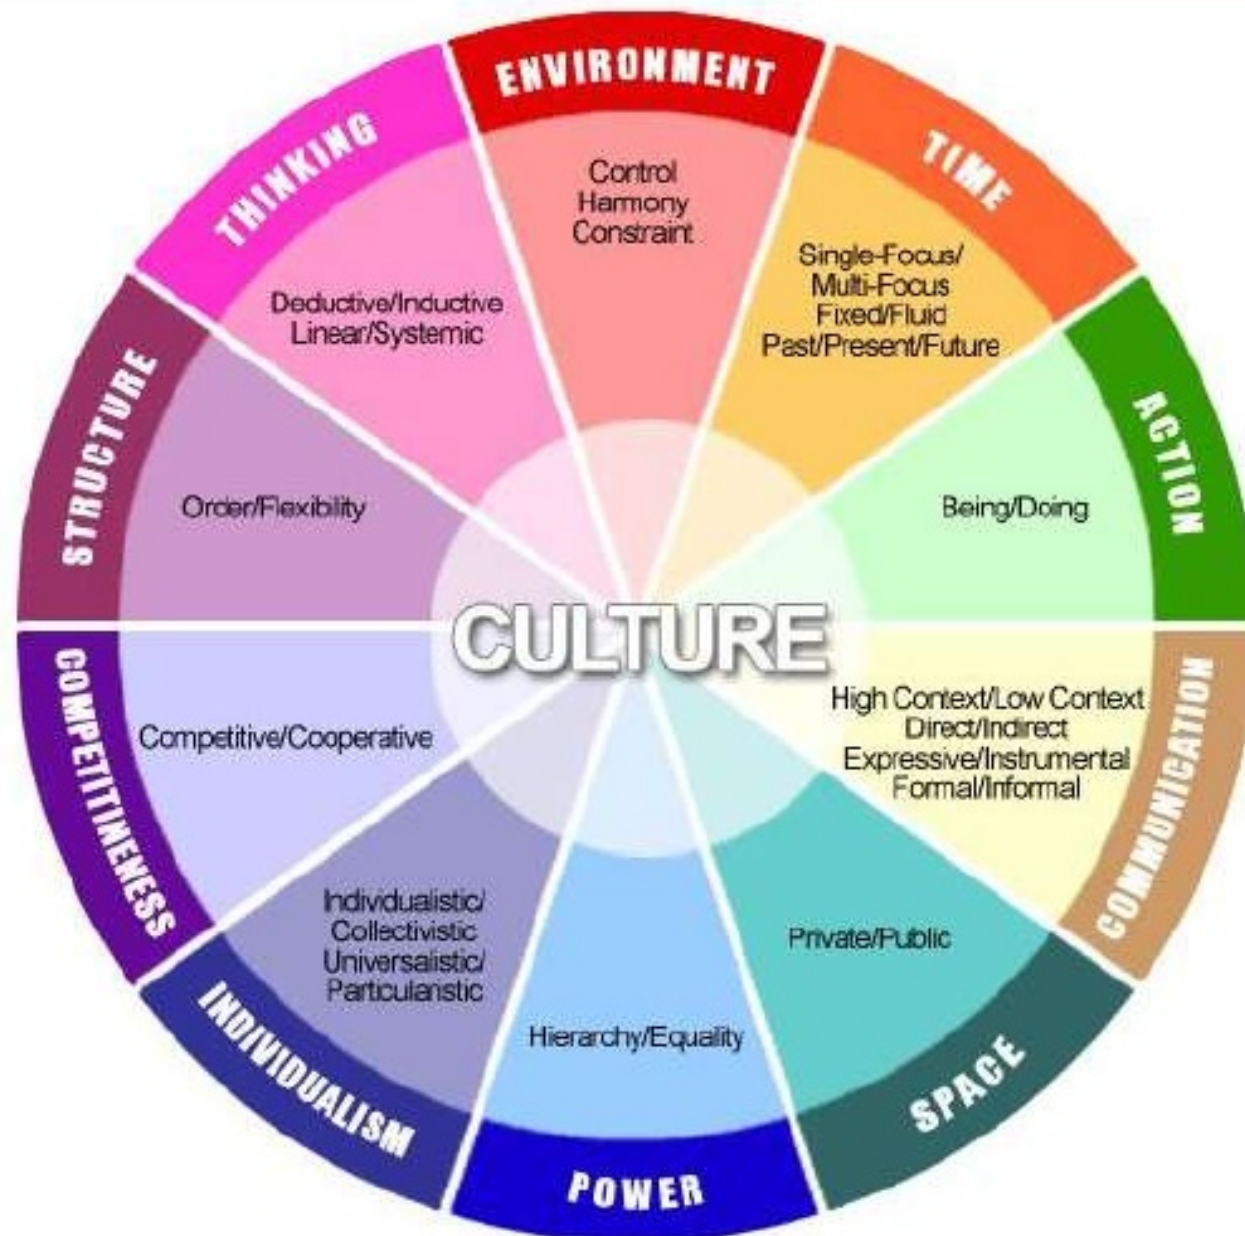 ENVIRONMENT
Control
Harmony
Constraint
TIME
Single-Focus/
Multi-Focus
Fixed/Fluid
Past/Present/Future
ACTION
Being/Doing
COMMUNICATION
High Context/Low Context
Direct/Indirect
Expressive/Instrumental
Formal/Informal
SPACE
Private/Public
POWER
Hierarchy/Equality
INDIVIDUALISM
Individualistic/
Collectivistic
Universalistic/
Particularistic
COMPETITINENESS
Competitive/Cooperative
STRUCTURE
Order/Flexibility
THINKING
Deductive/Inductive
Linear/Systemic
CULTURE